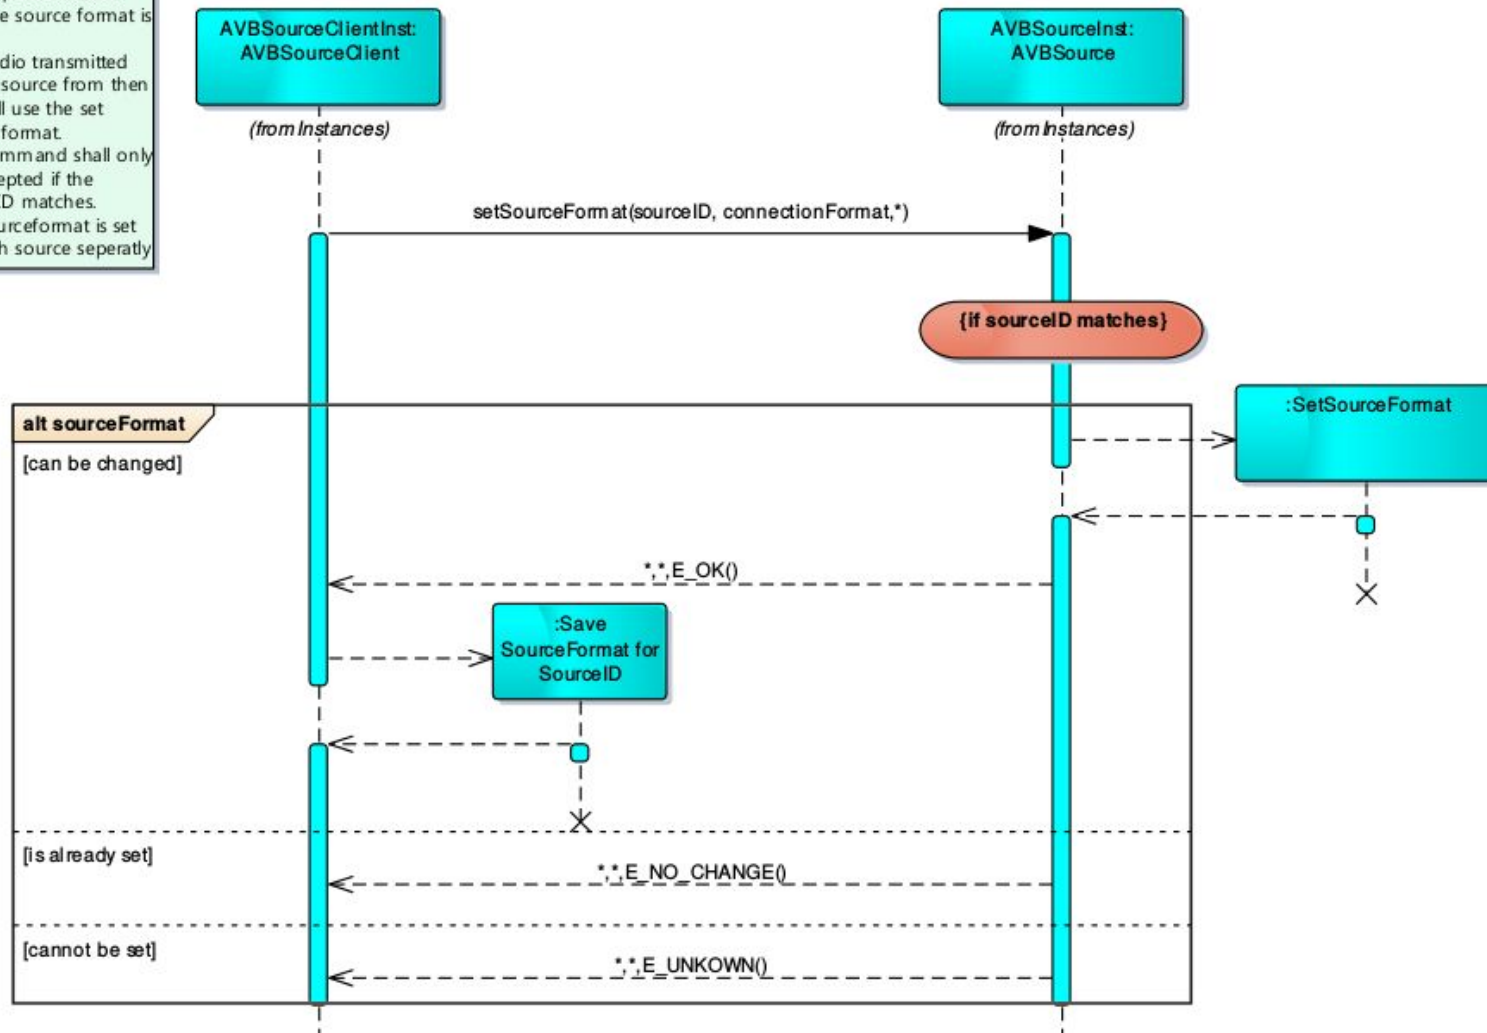 e source format is
dio transmitted
source from then
ll use the set
format.
mmand shall only
epted if the
D matches.
urceformat is set
h source seperatly
AVBSourceClientInst:
AVBSourceClient
(from Instances)
AVBSourceInst:
AVBSource
(from Instances)
setSourceFormat(sourceID, connectionFormat,*)
{if sourceID matches}
alt sourceFormat
[can be changed]
:SetSourceFormat
*,*,E_OK()
:Save
SourceFormat for
SourceID
[is already set]
*,*,E_NO_CHANGE()
[cannot be set]
*,*,E_UNKOWN()